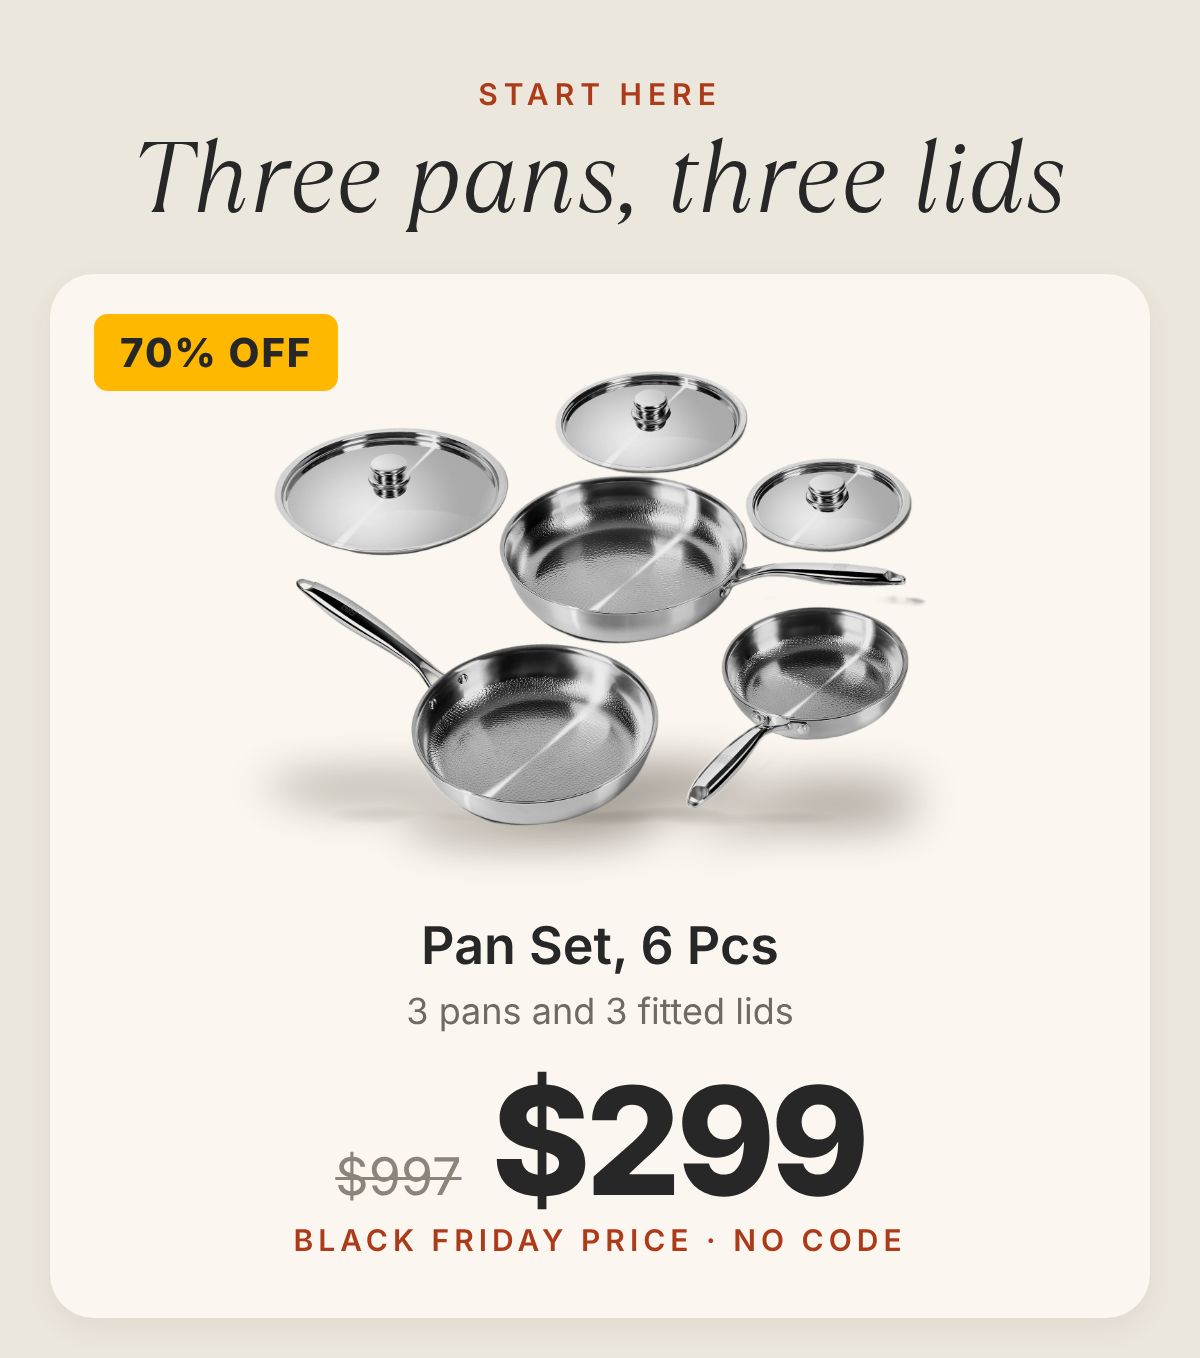 START HERE
Three pans, three lids
70% OFF
Pan Set, 6 Pcs
3 pans and 3 fitted lids
$997 $299
BLACK FRIDAY PRICE · NO CODE